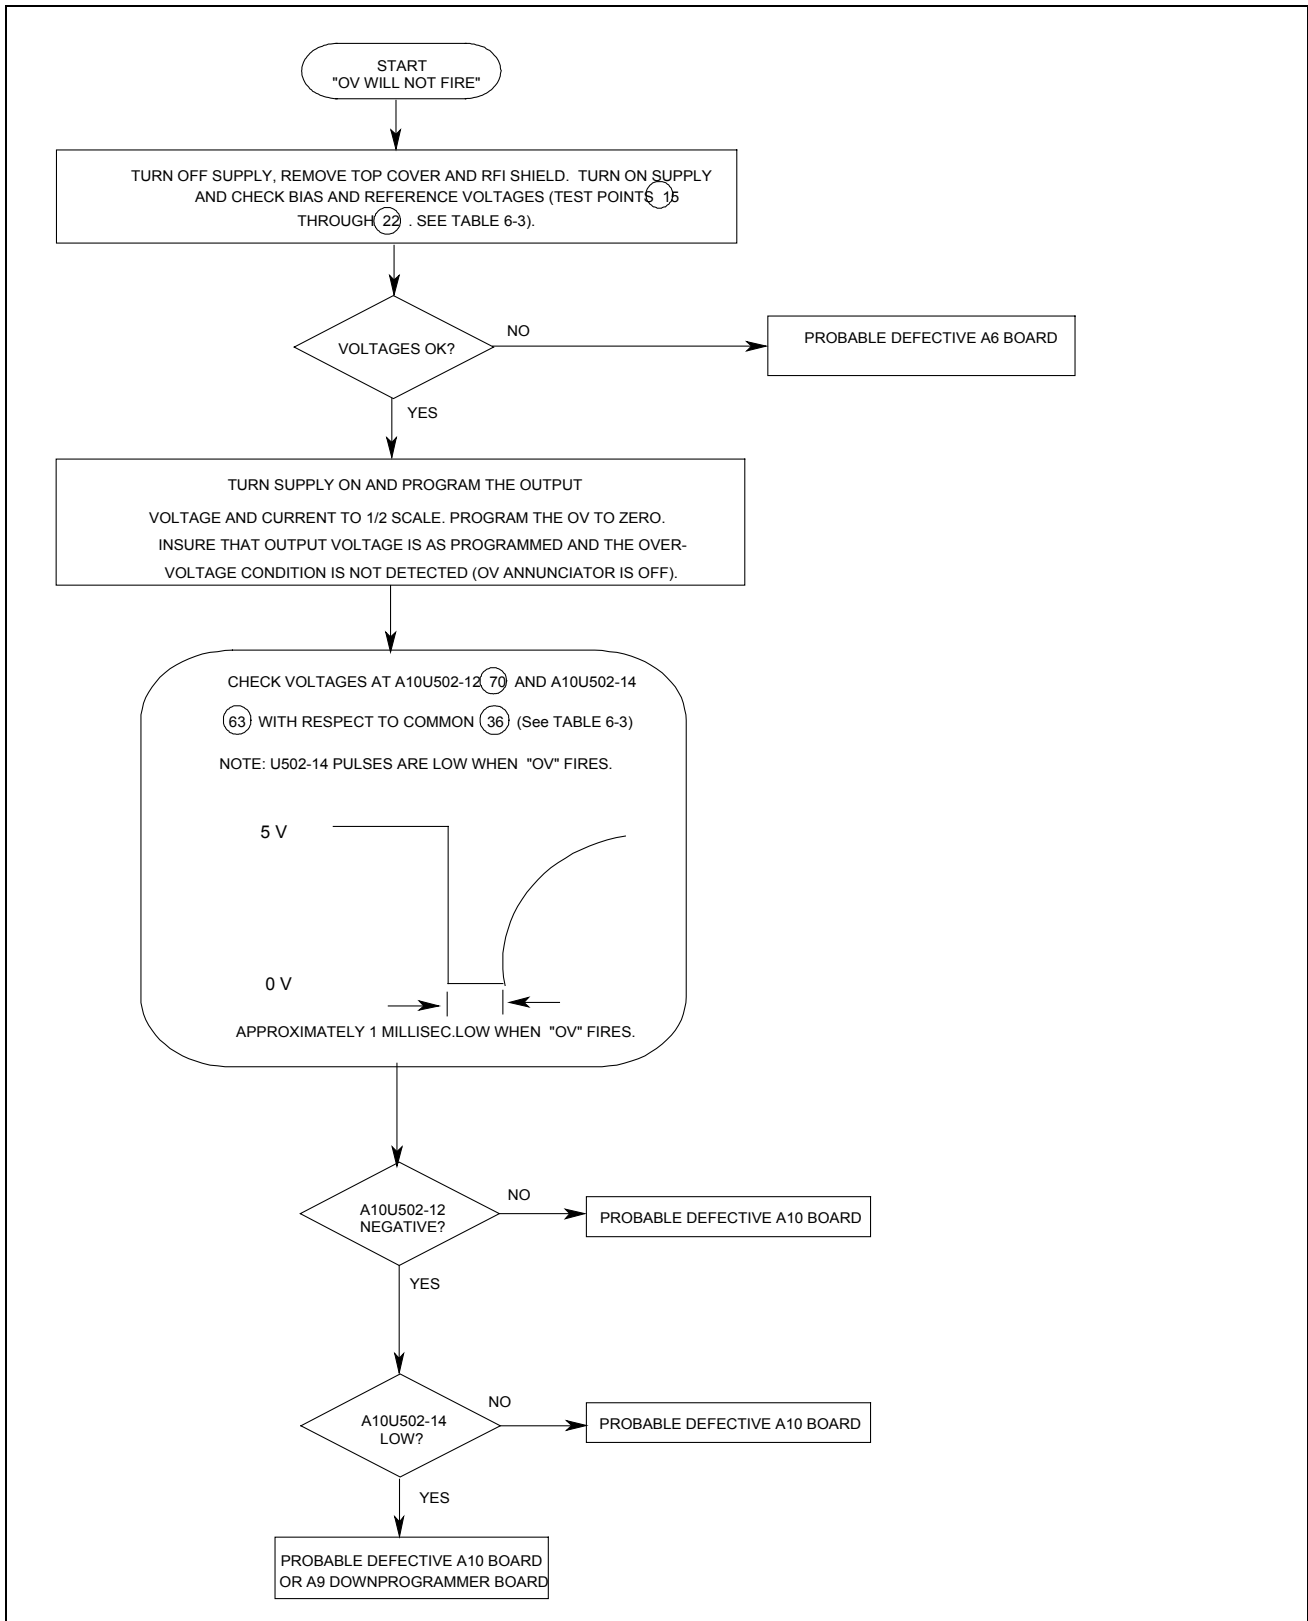 START
"OV WILL NOT FIRE"
TURN OFF SUPPLY, REMOVE TOP COVER AND RFI SHIELD. TURN ON SUPPLY
AND CHECK BIAS AND REFERENCE VOLTAGES (TEST POINTS 15
THROUGH 22 . SEE TABLE 6-3).
VOLTAGES OK?
NO
PROBABLE DEFECTIVE A6 BOARD
YES
TURN SUPPLY ON AND PROGRAM THE OUTPUT
VOLTAGE AND CURRENT TO 1/2 SCALE. PROGRAM THE OV TO ZERO.
INSURE THAT OUTPUT VOLTAGE IS AS PROGRAMMED AND THE OVER-
VOLTAGE CONDITION IS NOT DETECTED (OV ANNUNCIATOR IS OFF).
CHECK VOLTAGES AT A10U502-12 70 AND A10U502-14
63 WITH RESPECT TO COMMON 36 (See TABLE 6-3)
NOTE: U502-14 PULSES ARE LOW WHEN "OV" FIRES.
5 V
0 V
APPROXIMATELY 1 MILLISEC.LOW WHEN "OV" FIRES.
A10U502-12
NEGATIVE?
NO
PROBABLE DEFECTIVE A10 BOARD
YES
A10U502-14
LOW?
NO
PROBABLE DEFECTIVE A10 BOARD
YES
PROBABLE DEFECTIVE A10 BOARD
OR A9 DOWNPROGRAMMER BOARD